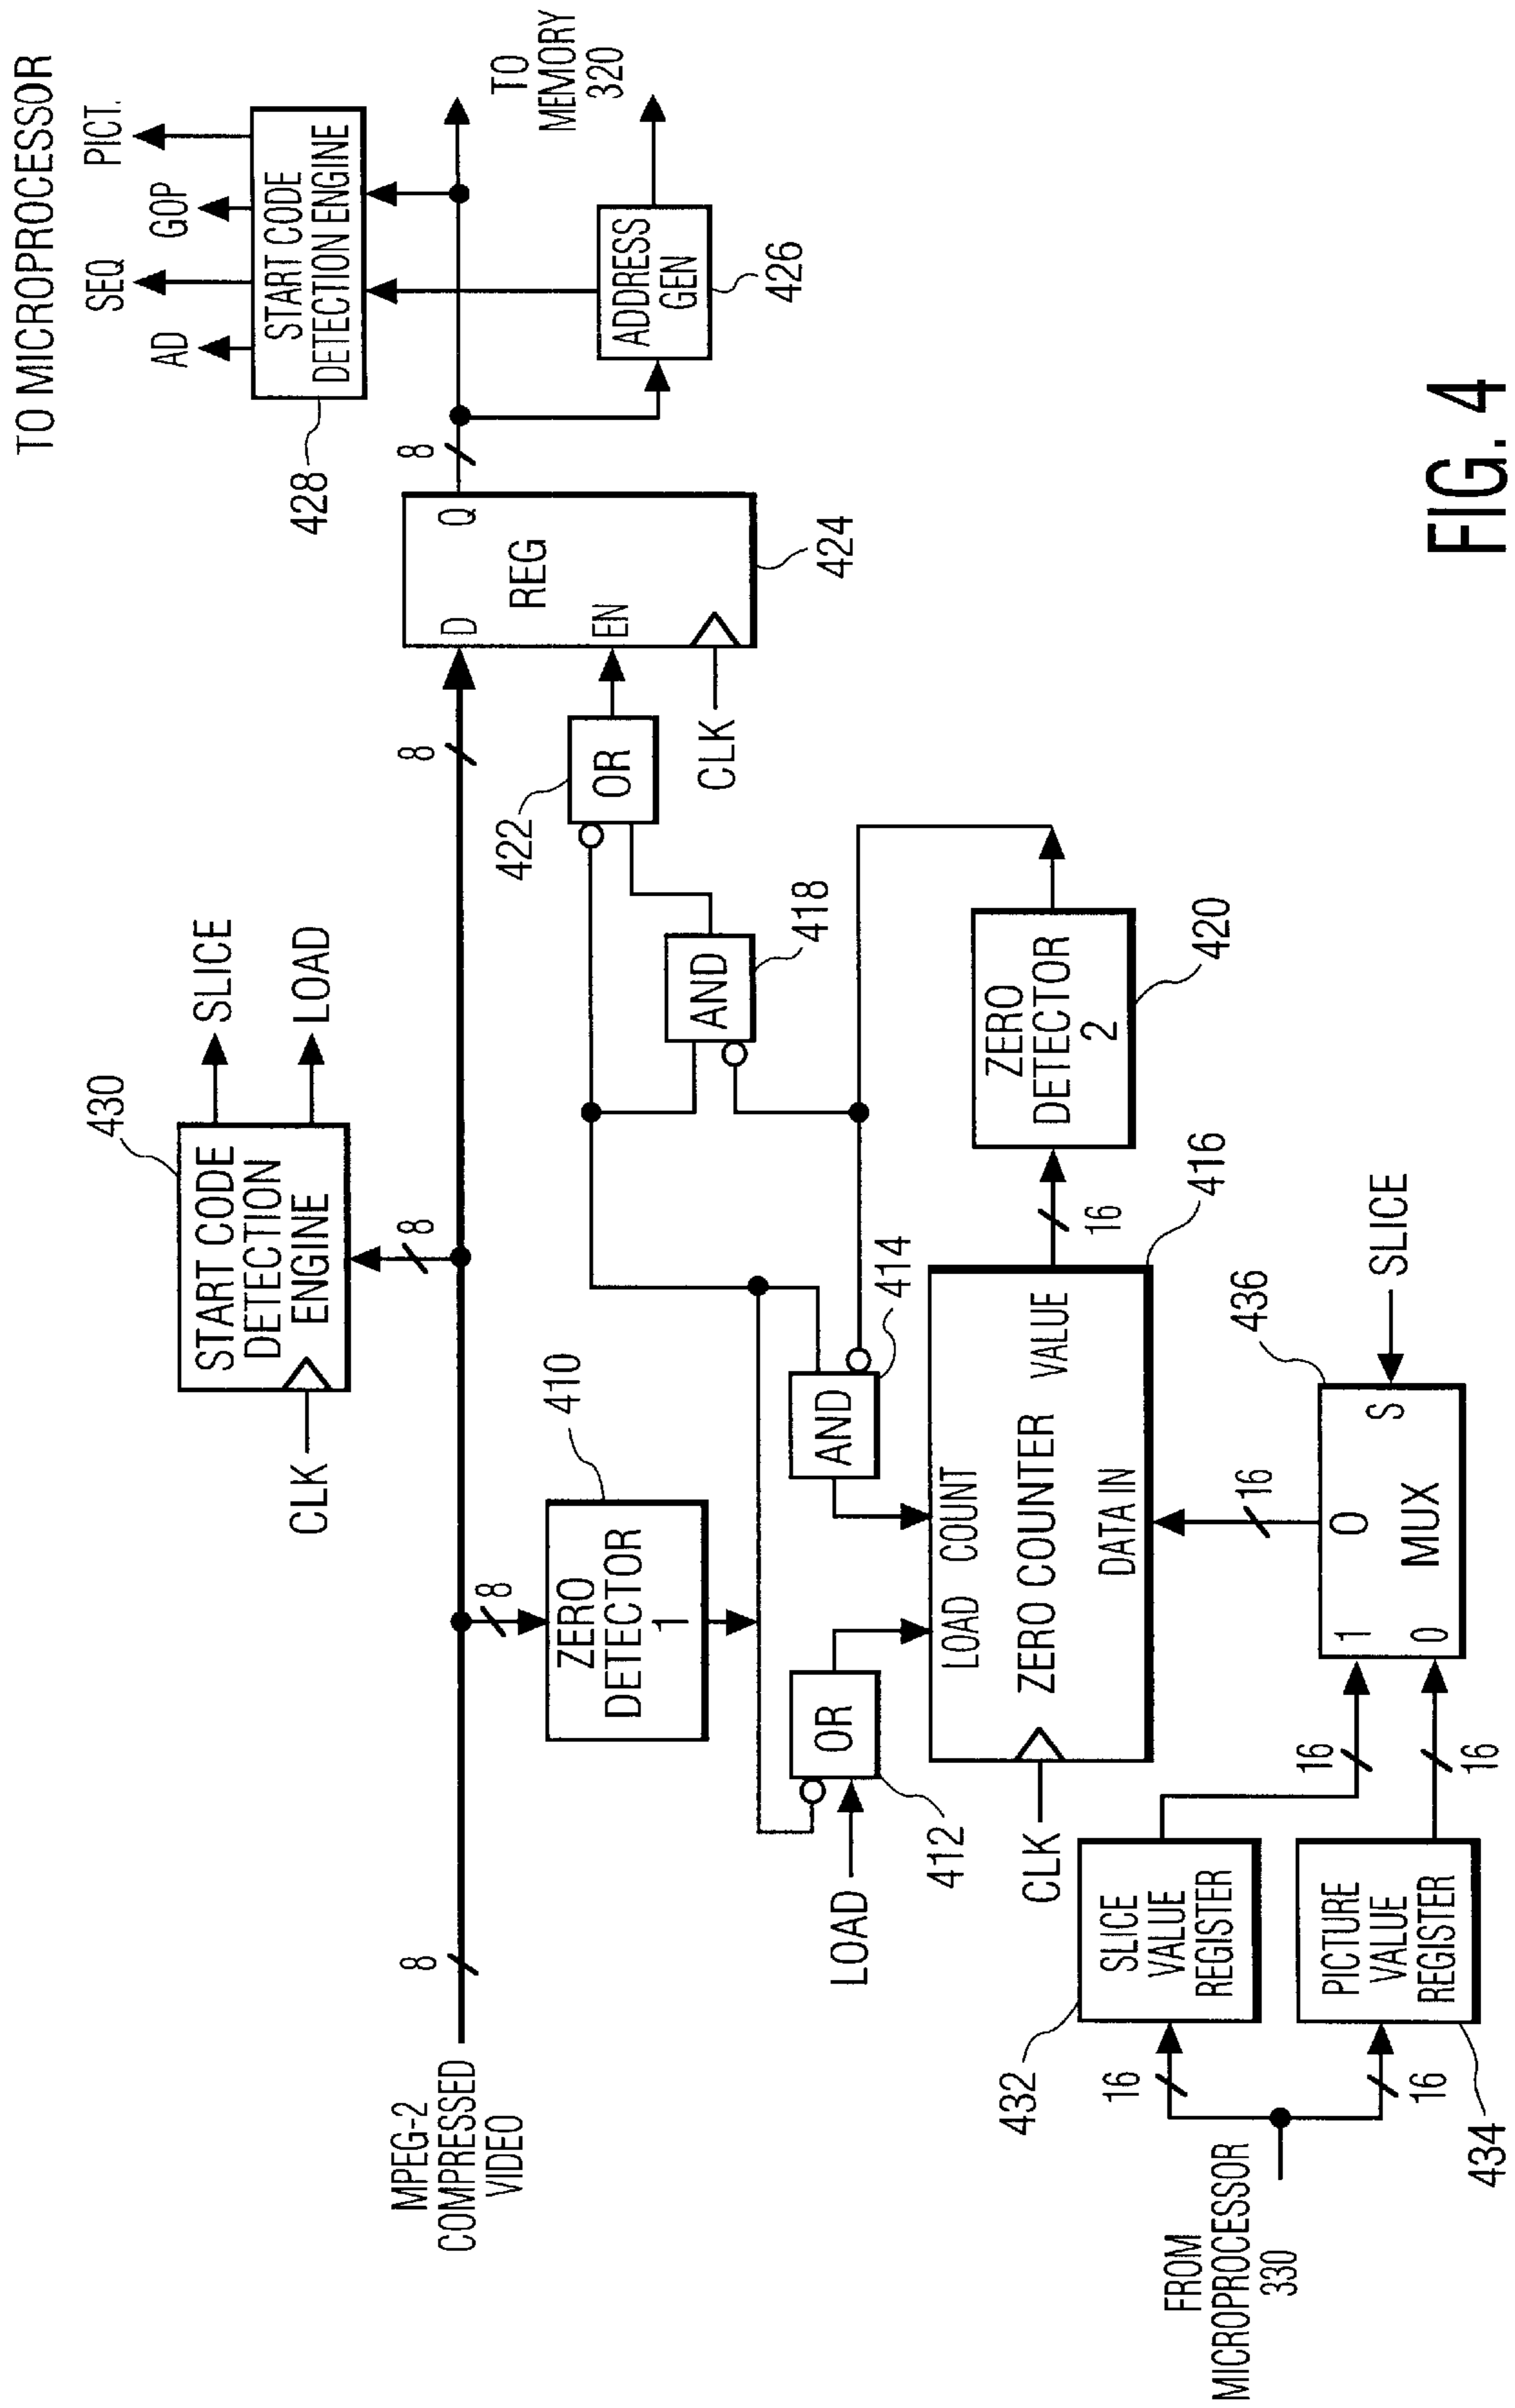 TO MICROPROCESSOR
AD
SEQ
GOP
PICT.
START CODE
DETECTION ENGINE
428
TO
MEMORY
320
ADDRESS
GEN
426
8
D
Q
REG
EN
424
CLK
8
OR
422
AND
418
430
START CODE
DETECTION
ENGINE
SLICE
LOAD
CLK
8
8
MPEG-2
COMPRESSED
VIDEO
8
410
ZERO
DETECTOR
1
OR
412
LOAD
AND
414
LOAD
COUNT
ZERO COUNTER
VALUE
DATA IN
416
CLK
16
ZERO
DETECTOR
2
420
436
O
S
MUX
1
0
SLICE
16
16
16
SLICE
VALUE
REGISTER
432
PICTURE
VALUE
REGISTER
434
16
16
FROM
MICROPROCESSOR
330
FIG. 4